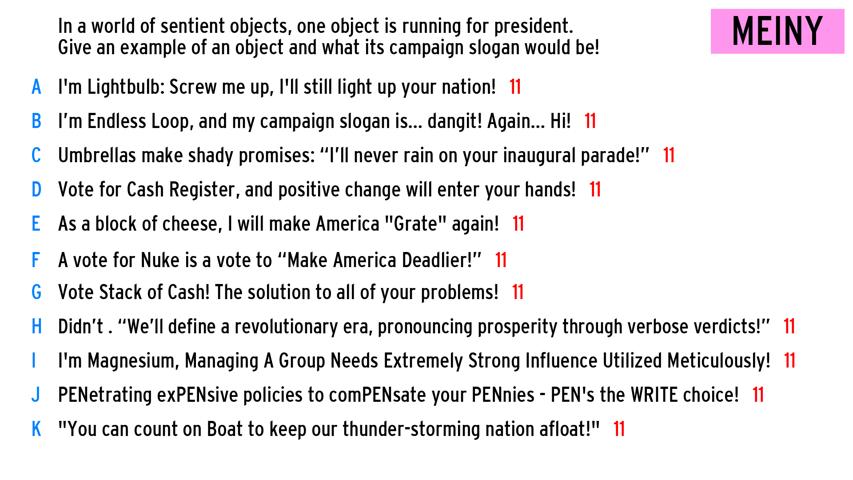 In a world of sentient objects, one object is running for president.
Give an example of an object and what its campaign slogan would be!
MEINY
A I'm Lightbulb: Screw me up, I'll still light up your nation! 11
B I’m Endless Loop, and my campaign slogan is... dangit! Again... Hi! 11
C Umbrellas make shady promises: “I’ll never rain on your inaugural parade!” 11
D Vote for Cash Register, and positive change will enter your hands! 11
E As a block of cheese, I will make America "Grate" again! 11
F A vote for Nuke is a vote to “Make America Deadlier!” 11
G Vote Stack of Cash! The solution to all of your problems! 11
H Didn’t . “We’ll define a revolutionary era, pronouncing prosperity through verbose verdicts!” 11
I I'm Magnesium, Managing A Group Needs Extremely Strong Influence Utilized Meticulously! 11
J PENetrating exPENsive policies to comPENsate your PENnies - PEN's the WRITE choice! 11
K "You can count on Boat to keep our thunder-storming nation afloat!" 11